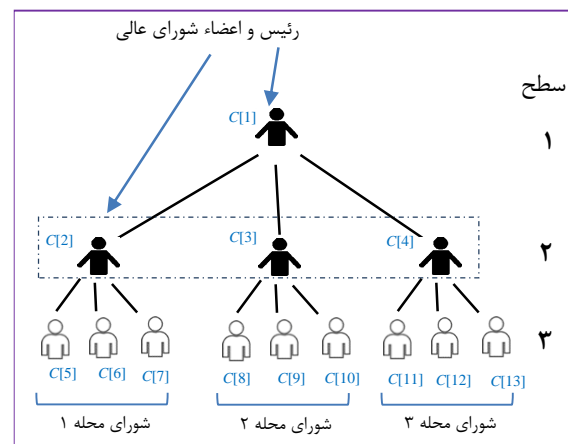 رئیس و اعضاء شورای عالی
سطح
C[1]
۱
C[2] C[3] C[4]
۲
۳
C[5] C[6] C[7] C[8] C[9] C[10] C[11] C[12] C[13]
شورای محله ۱ شورای محله ۲ شورای محله ۳